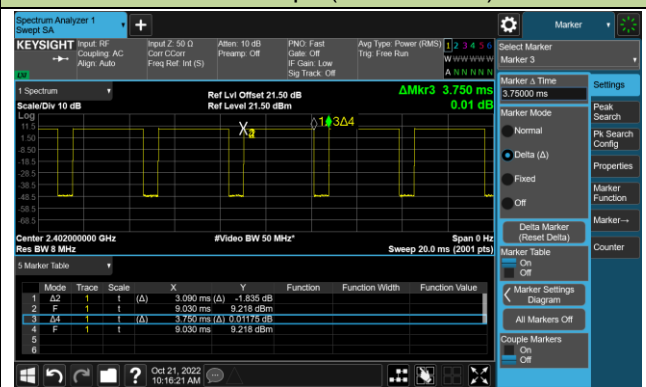 Spectrum Analyzer 1
Swept SA
+
Marker
KEYSIGHT Input: RF Input Z: 50 Ω Atten: 10 dB PNO: Fast Avg Type: Power (RMS) 1 2 3 4 5 6
Coupling: AC Corr CCorr Preamp: Off Gate: Off Trig: Free Run
Align: Auto Freq Ref: Int (S) IF Gain: Low W W W W W W
Sig Track: Off A N N N N N
Select Marker
Marker 3
Marker Δ Time
3.75000 ms
Settings
Peak Search
Pk Search Config
Properties
Marker Function
Marker→
Counter
Marker Mode
Normal
Delta (Δ)
Fixed
Off
Delta Marker (Reset Delta)
Marker Table
On
Off
Marker Settings Diagram
All Markers Off
Couple Markers
On
Off
1 Spectrum
Ref Lvl Offset 21.50 dB ΔMkr3 3.750 ms
Scale/Div 10 dB Ref Level 21.50 dBm 0.01 dB
Log
11.5
1.50
-8.50
-18.5
-28.5
-38.5
-48.5
-58.5
-68.5
3Δ4
Center 2.402000000 GHz #Video BW 50 MHz* Span 0 Hz
Res BW 8 MHz Sweep 20.0 ms (2001 pts)
5 Marker Table
Mode Trace Scale X Y Function Function Width Function Value
1 Δ2 1 t (Δ) 3.090 ms (Δ) -1.835 dB
2 F 1 t 9.030 ms 9.218 dBm
3 Δ4 1 t (Δ) 3.750 ms (Δ) 0.01175 dB
4 F 1 t 9.030 ms 9.218 dBm
5
6
?
Oct 21, 2022
10:16:21 AM